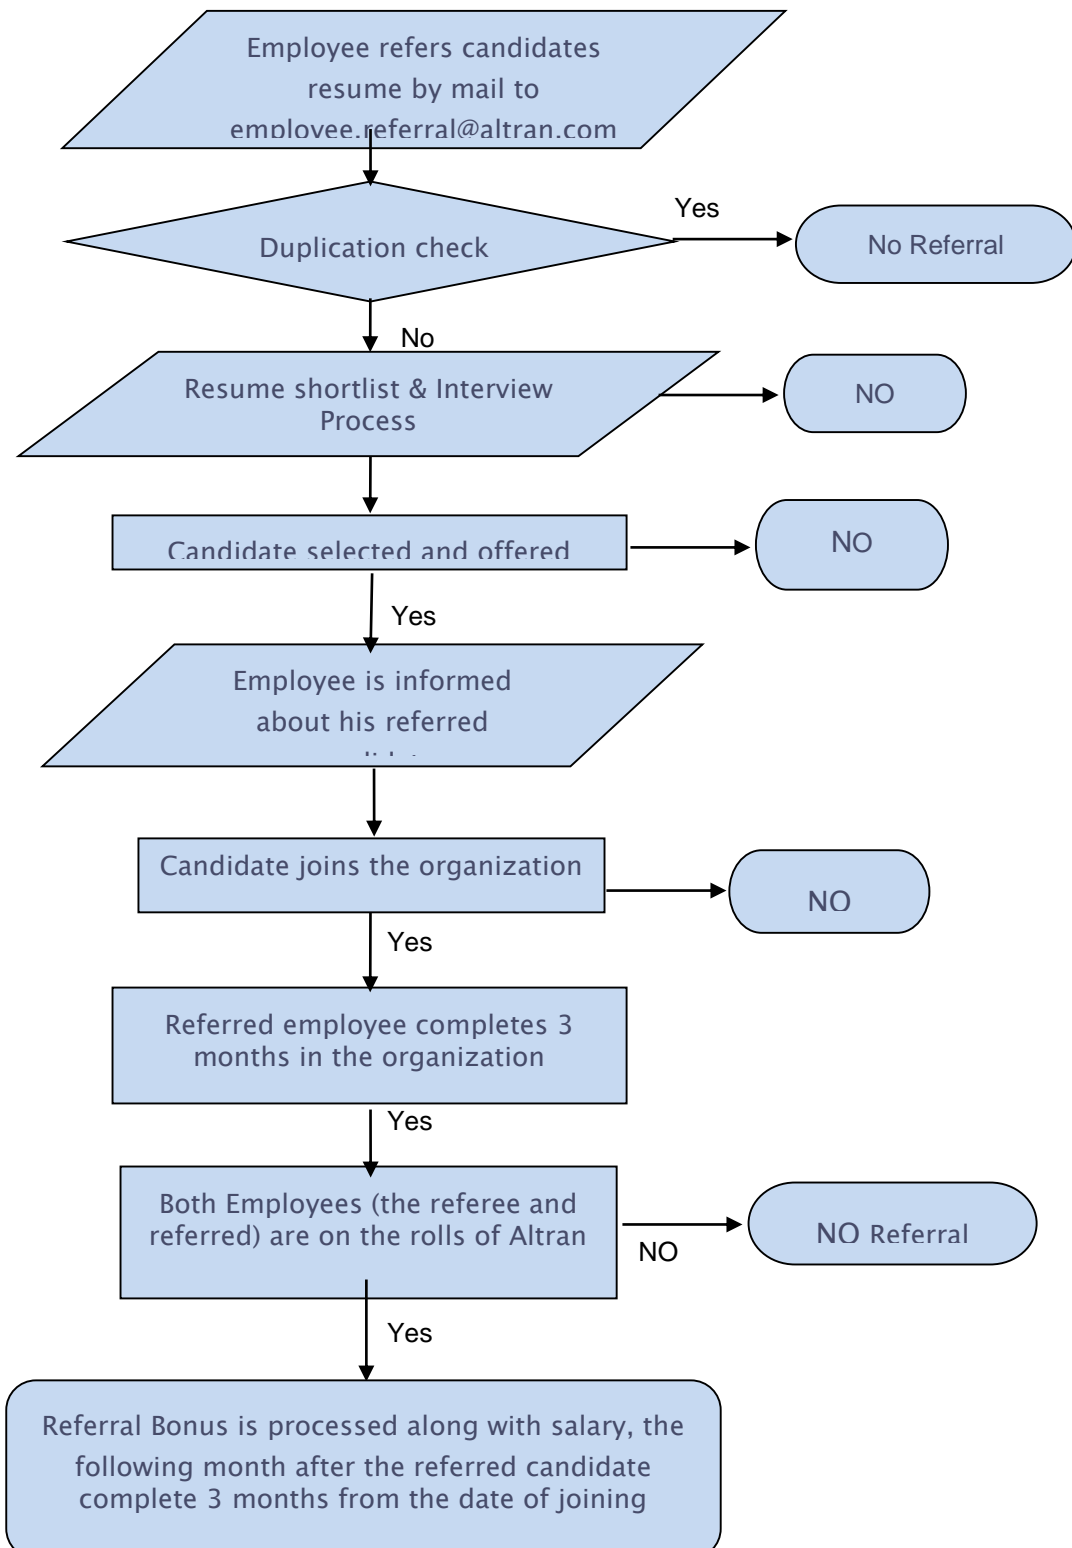 Employee refers candidates
resume by mail to
employee.referral@altran.com
Yes
Duplication check
No Referral
No
Resume shortlist & Interview
Process
NO
Candidate selected and offered
NO
Yes
Employee is informed
about his referred
Candidate joins the organization
NO
Yes
Referred employee completes 3
months in the organization
Yes
Both Employees (the referee and
referred) are on the rolls of Altran
NO Referral
NO
Yes
Referral Bonus is processed along with salary, the
following month after the referred candidate
complete 3 months from the date of joining